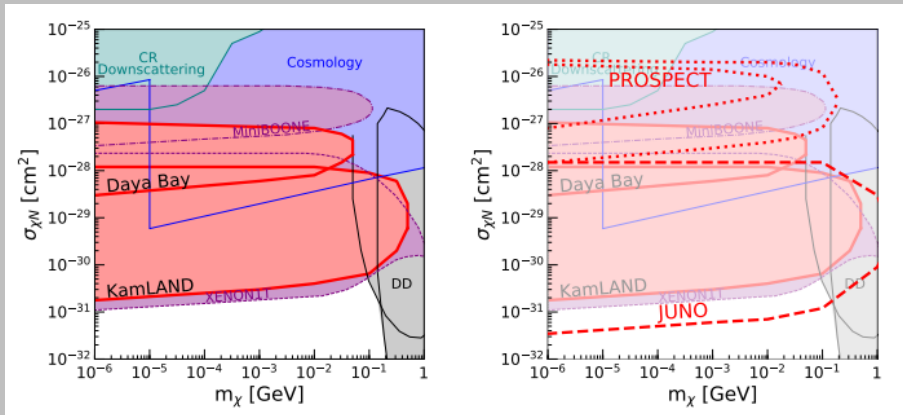 10⁻²⁵
10⁻²⁶
10⁻²⁷
10⁻²⁸
10⁻²⁹
10⁻³⁰
10⁻³¹
10⁻³²
σχN [cm²]
CR
Downscattering
Cosmology
MiniBOONE
Daya Bay
KamLAND
XENON1T
DD
10⁻⁶ 10⁻⁵ 10⁻⁴ 10⁻³ 10⁻² 10⁻¹ 1
mχ [GeV]
10⁻²⁵
10⁻²⁶
10⁻²⁷
10⁻²⁸
10⁻²⁹
10⁻³⁰
10⁻³¹
10⁻³²
σχN [cm²]
CR
Downscattering
Cosmology
PROSPECT
MiniBOONE
Daya Bay
KamLAND
XENON1T
DD
JUNO
10⁻⁶ 10⁻⁵ 10⁻⁴ 10⁻³ 10⁻² 10⁻¹ 1
mχ [GeV]